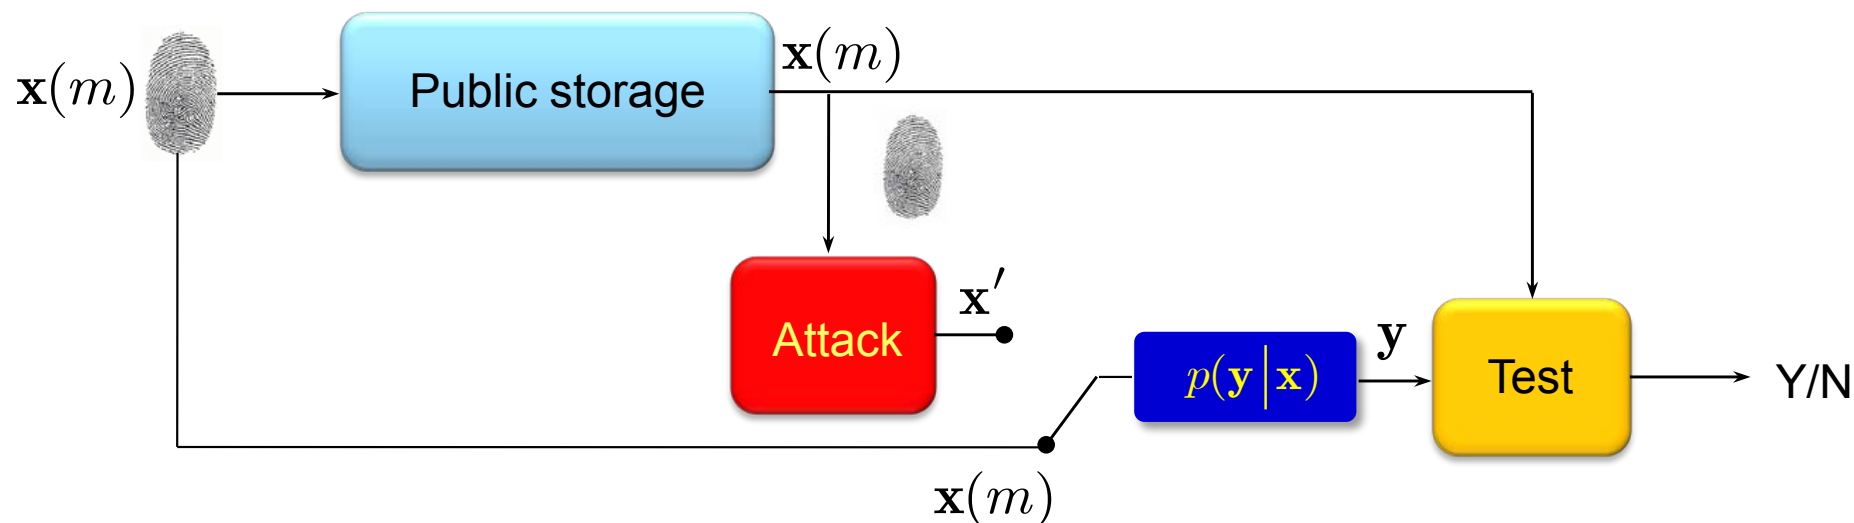 x(m)
Public storage
x(m)
Attack
x′
x(m)
p(y|x)
y
Test
Y/N